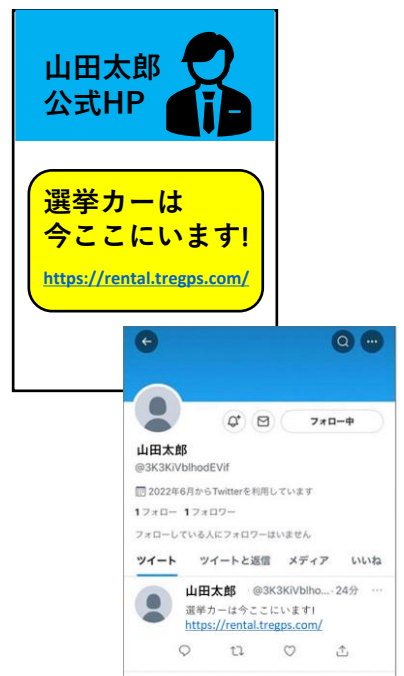 山田太郎
公式HP
選挙カーは
今ここにいます!
https://rental.tregps.com/
フォロー中
山田太郎
@3K3KiVblhodEVif
2022年6月からTwitterを利用しています
1フォロー 1フォロワー
フォローしている人にフォロワーはいません
ツイート ツイートと返信 メディア いいね
山田太郎 @3K3KiVblho... · 24分 ...
選挙カーは今ここにいます!
https://rental.tregps.com/